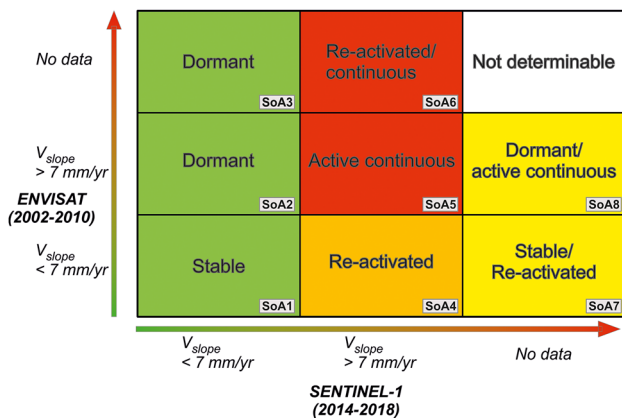 No data
Dormant
SoA3
Re-activated/
continuous
SoA6
Not determinable
Vslope
> 7 mm/yr
ENVISAT
(2002-2010)
Dormant
SoA2
Active continuous
SoA5
Dormant/
active continuous
SoA8
Vslope
< 7 mm/yr
Stable
SoA1
Re-activated
SoA4
Stable/
Re-activated
SoA7
Vslope
< 7 mm/yr
Vslope
> 7 mm/yr
No data
SENTINEL-1
(2014-2018)